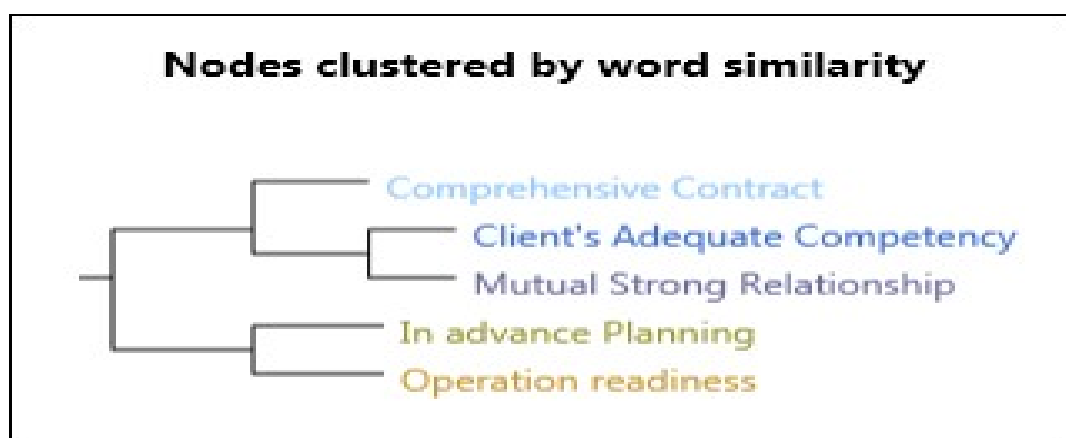 Nodes clustered by word similarity
Comprehensive Contract
Client's Adequate Competency
Mutual Strong Relationship
In advance Planning
Operation readiness